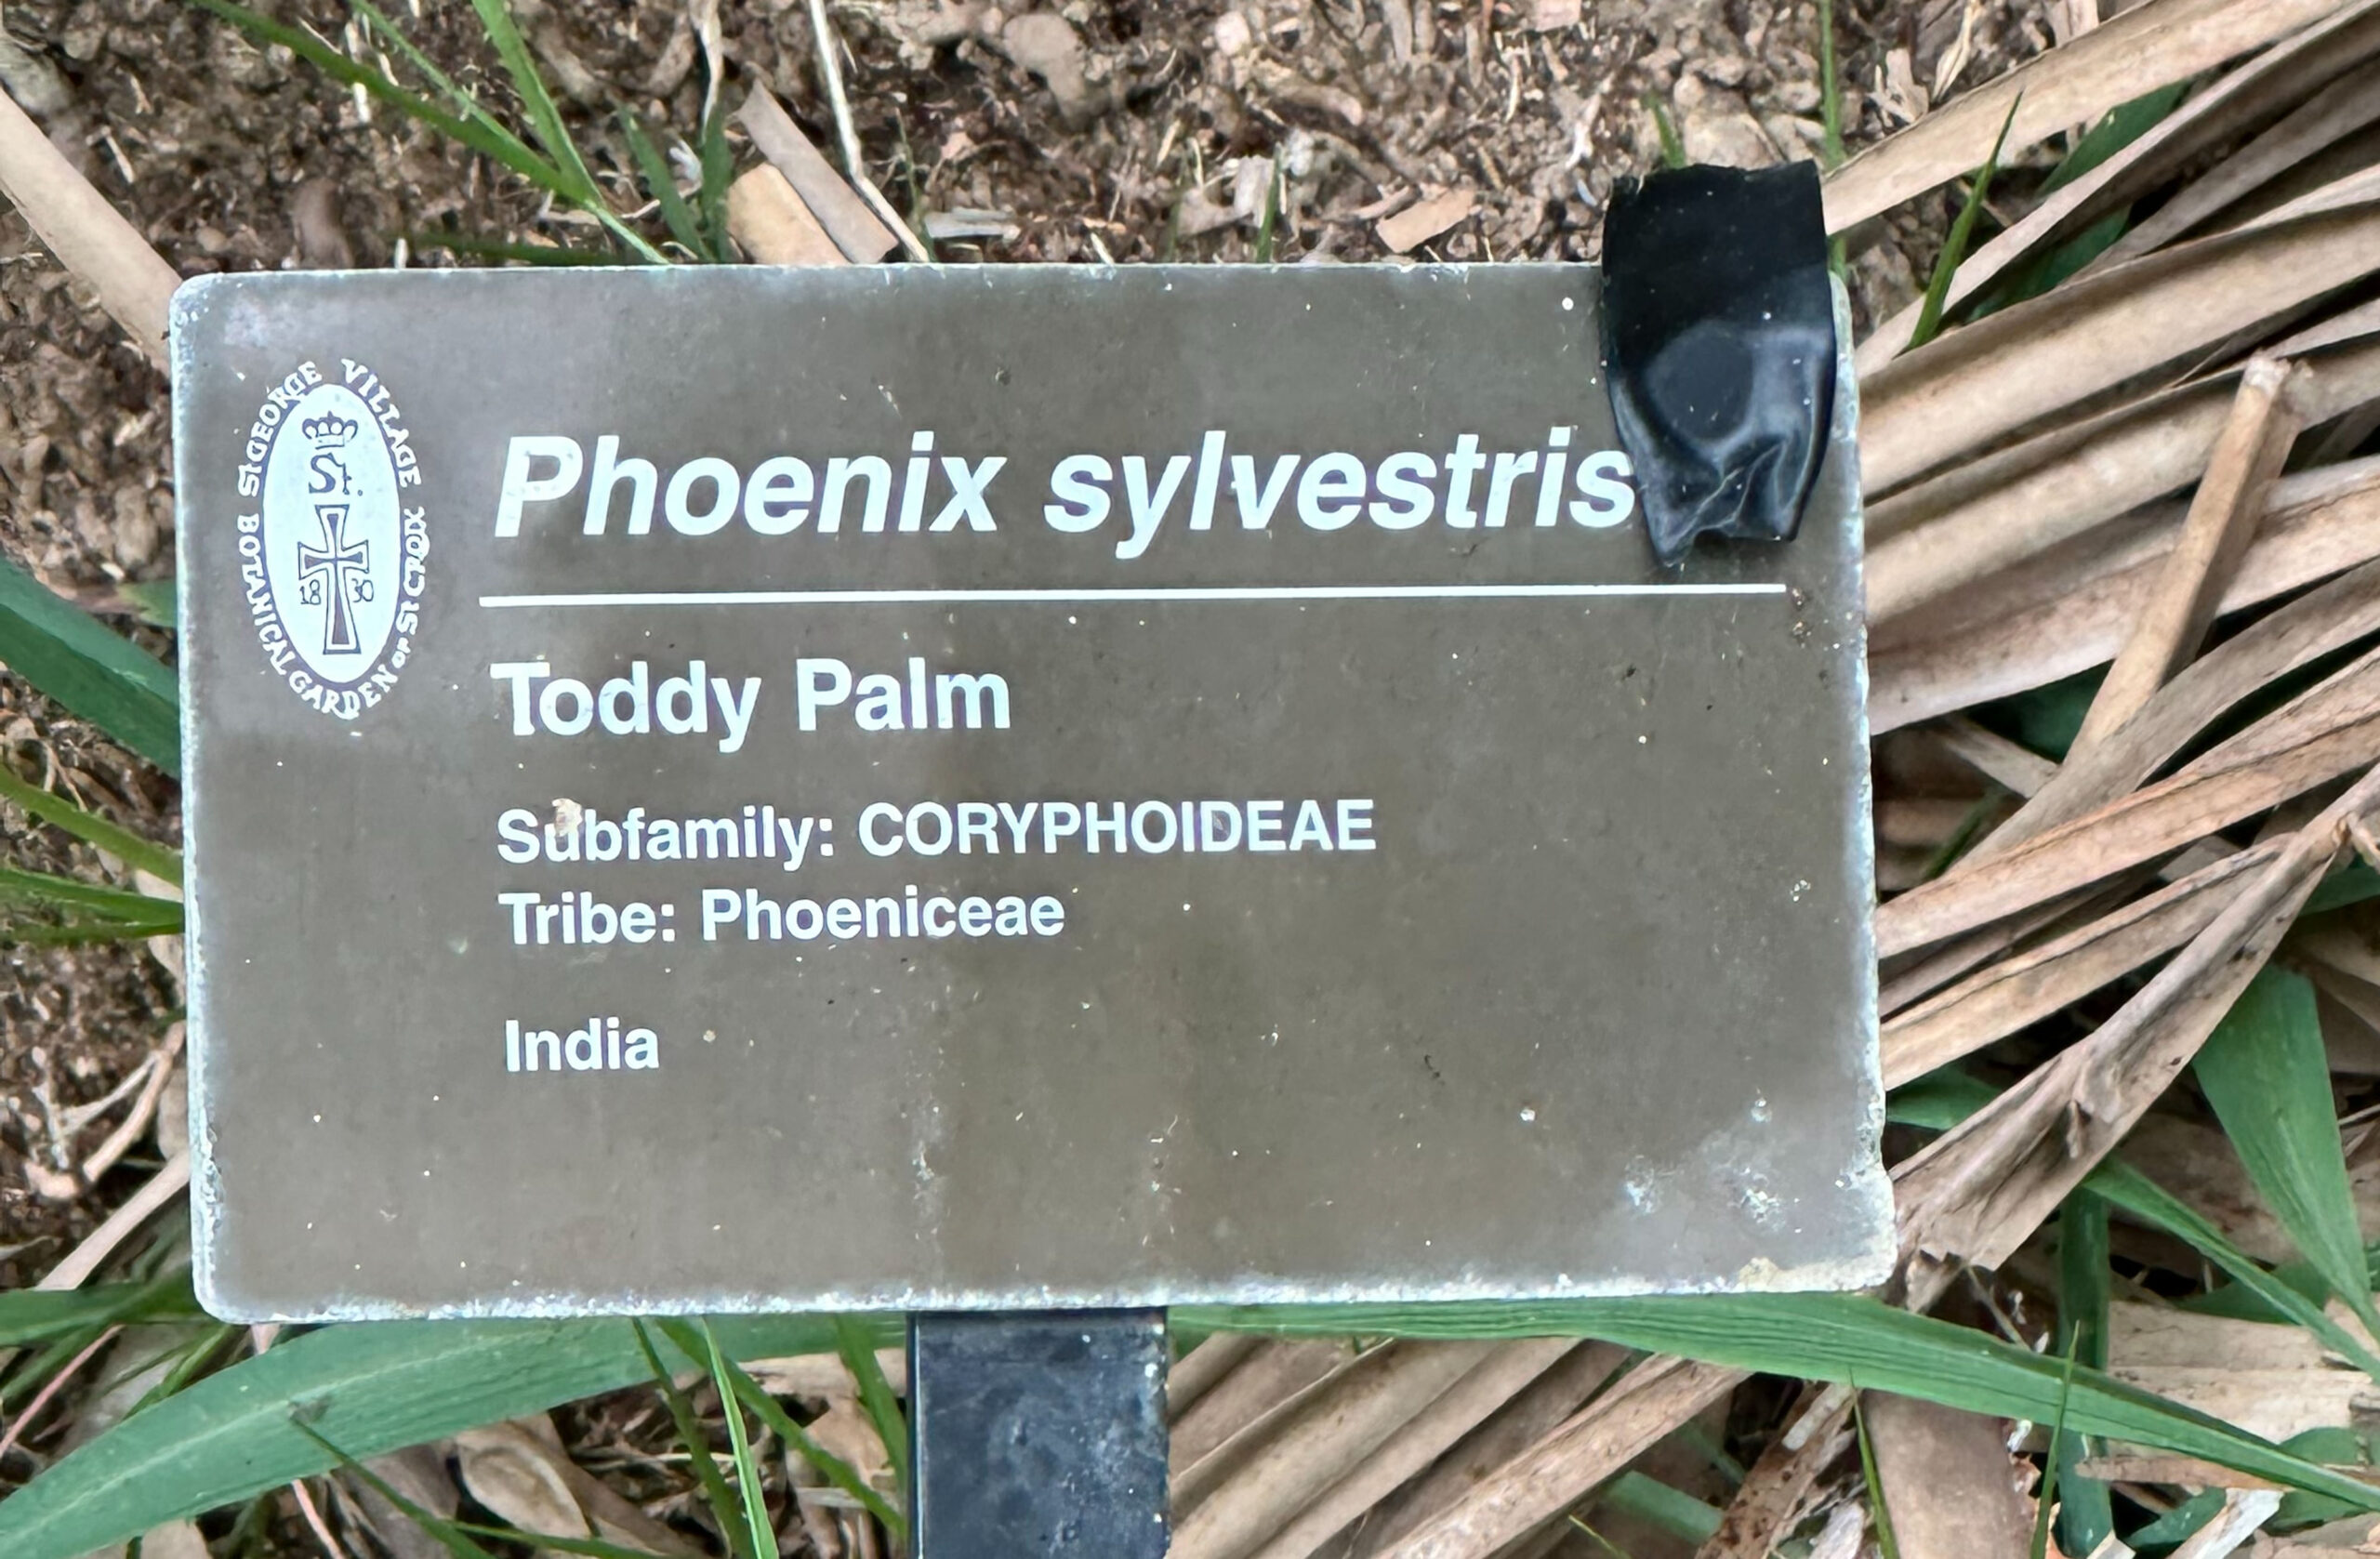 St. GEORGE VILLAGE
BOTANICAL GARDEN OF St CROIX
St.
18 30
Phoenix sylvestris
Toddy Palm
Subfamily: CORYPHOIDEAE
Tribe: Phoeniceae
India